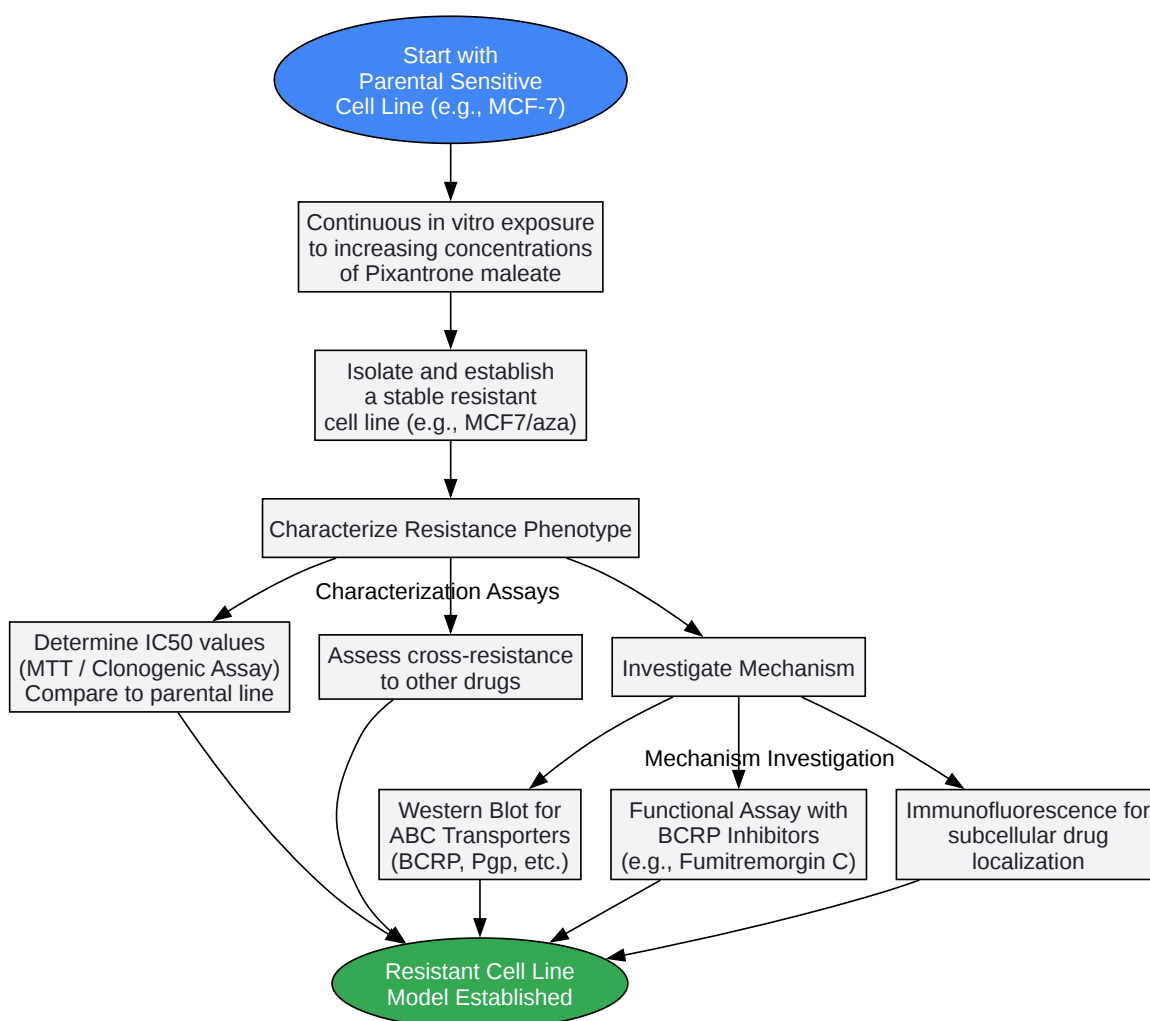 Start with
Parental Sensitive
Cell Line (e.g., MCF-7)
Continuous in vitro exposure
to increasing concentrations
of Pixantrone maleate
Isolate and establish
a stable resistant
cell line (e.g., MCF7/aza)
Characterize Resistance Phenotype
Characterization Assays
Determine IC50 values
(MTT / Clonogenic Assay)
Compare to parental line
Assess cross-resistance
to other drugs
Investigate Mechanism
Mechanism Investigation
Western Blot for
ABC Transporters
(BCRP, Pgp, etc.)
Functional Assay with
BCRP Inhibitors
(e.g., Fumitremorgin C)
Immunofluorescence for
subcellular drug
localization
Resistant Cell Line
Model Established